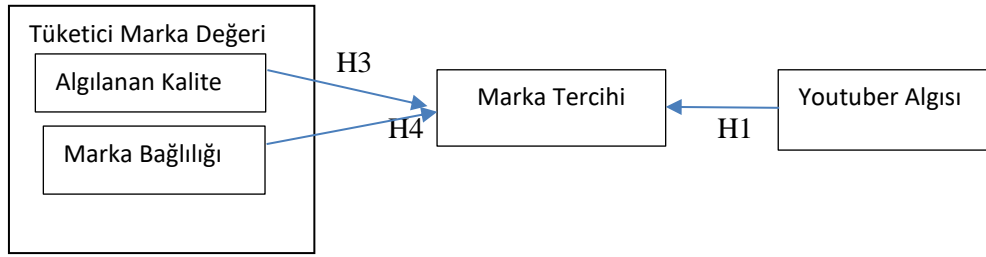 Tüketici Marka Değeri
Algılanan Kalite
Marka Bağlılığı
H3
H4
Marka Tercihi
H1
Youtuber Algısı